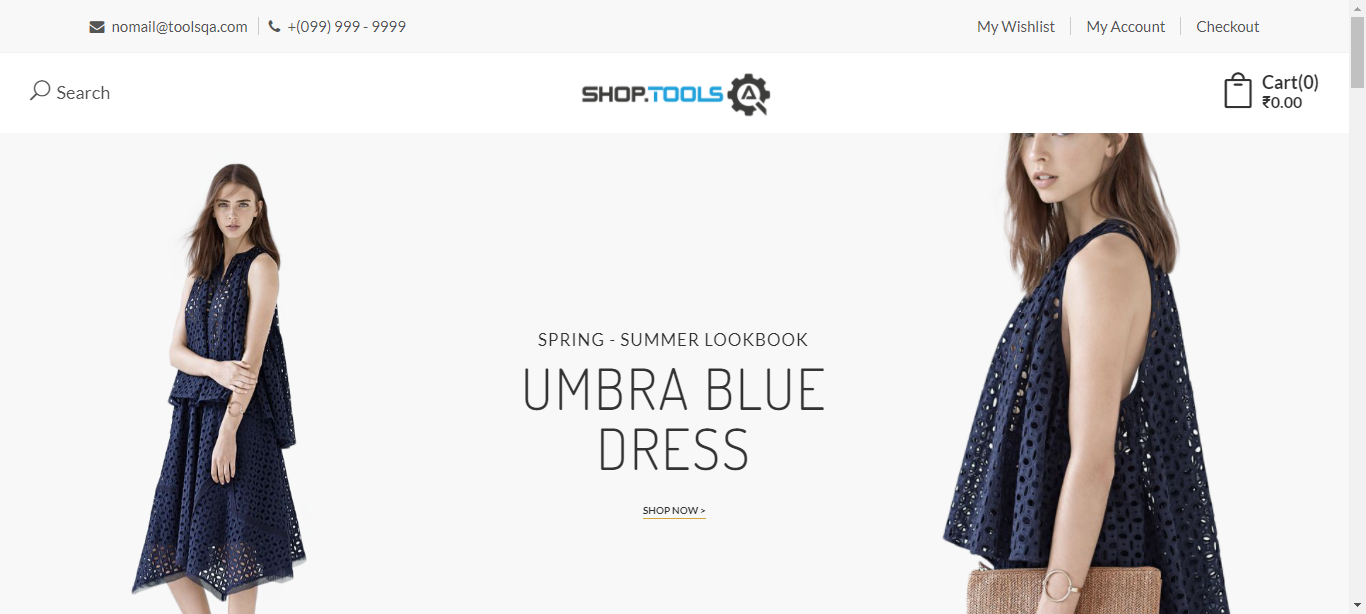 nomail@toolsqa.com
+(099) 999 - 9999
My Wishlist
My Account
Checkout
Search
SHOP.TOOLS
Cart(0)
₹0.00
SPRING - SUMMER LOOKBOOK
UMBRA BLUE
DRESS
SHOP NOW >